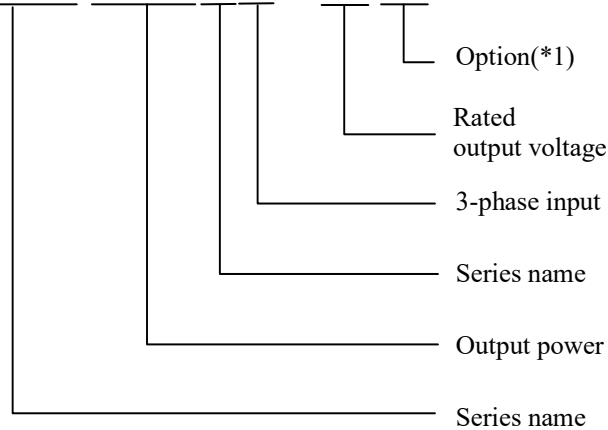 Option(*1)
Rated
output voltage
3-phase input
Series name
Output power
Series name